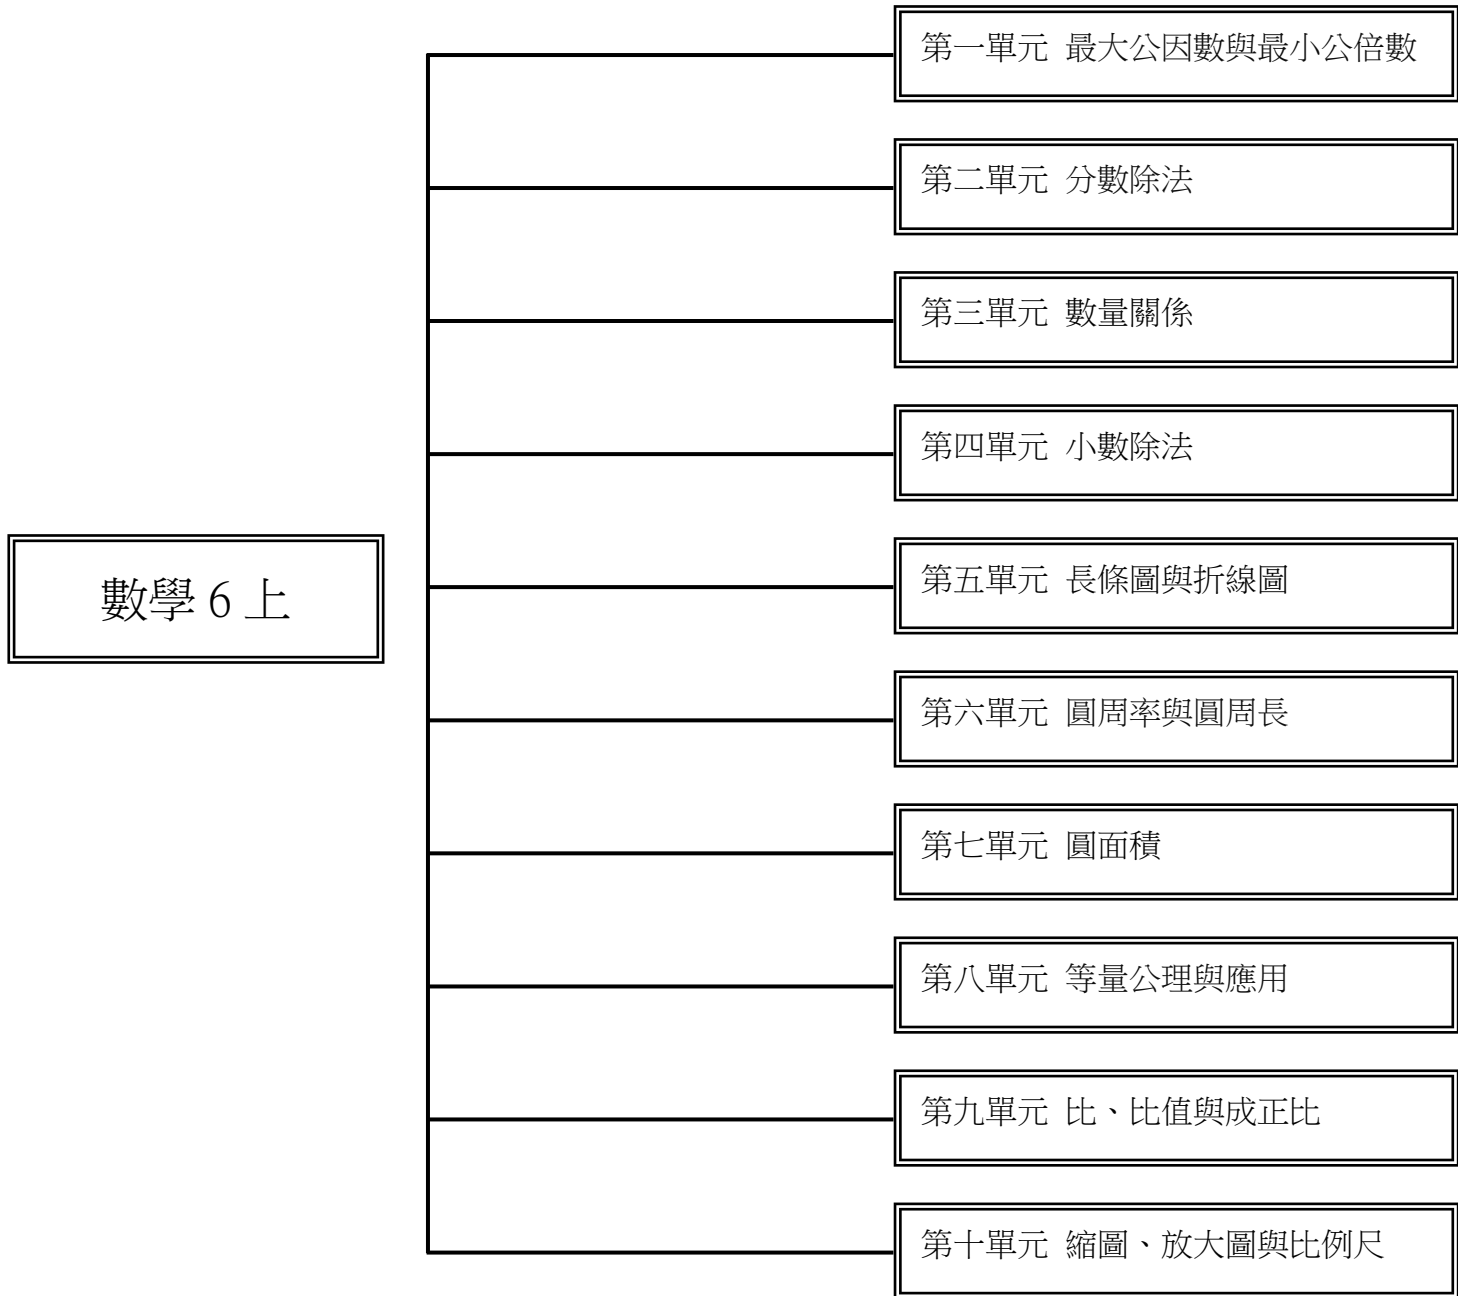 第一單元 最大公因數與最小公倍數
第二單元 分數除法
第三單元 數量關係
第四單元 小數除法
數學 6 上
第五單元 長條圖與折線圖
第六單元 圓周率與圓周長
第七單元 圓面積
第八單元 等量公理與應用
第九單元 比、比值與成正比
第十單元 縮圖、放大圖與比例尺